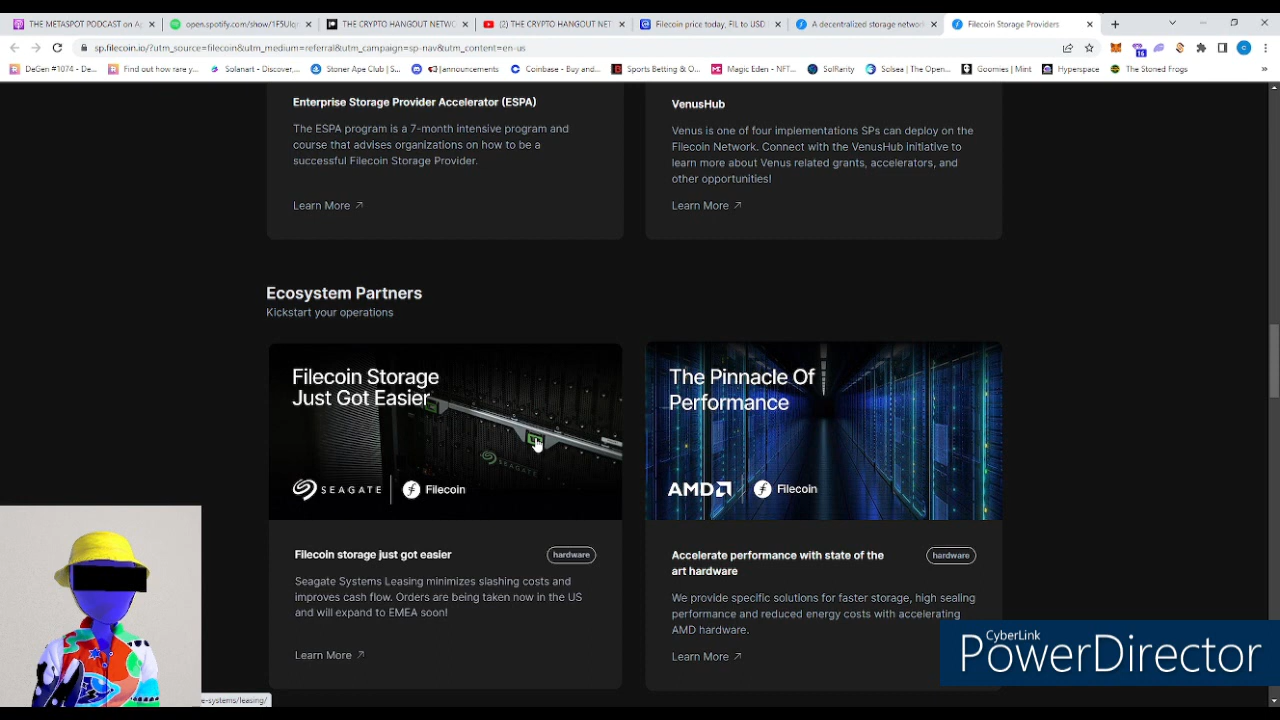 THE METASPOT PODCAST on Ap
open.spotify.com/show/1F5UIqr
THE CRYPTO HANGOUT NETWO
(2) THE CRYPTO HANGOUT NET
Filecoin price today, FIL to USD
A decentralized storage network
Filecoin Storage Providers
sp.filecoin.io/?utm_source=filecoin&utm_medium=referral&utm_campaign=sp-nav&utm_content=en-us
16
C
DeGen #1074 - De...
Find out how rare y...
Solanart - Discover,...
Stoner Ape Club | S...
announcements
Coinbase - Buy and...
Sports Betting & O...
Magic Eden - NFT...
SolRarity
Solsea | The Open...
Goomies | Mint
Hyperspace
The Stoned Frogs
»
Enterprise Storage Provider Accelerator (ESPA)
The ESPA program is a 7-month intensive program and
course that advises organizations on how to be a
successful Filecoin Storage Provider.
Learn More ↗
VenusHub
Venus is one of four implementations SPs can deploy on the
Filecoin Network. Connect with the VenusHub initiative to
learn more about Venus related grants, accelerators, and
other opportunities!
Learn More ↗
Ecosystem Partners
Kickstart your operations
Filecoin Storage
Just Got Easier
SEAGATE
SEAGATE
Filecoin
Filecoin storage just got easier
hardware
Seagate Systems Leasing minimizes slashing costs and
improves cash flow. Orders are being taken now in the US
and will expand to EMEA soon!
Learn More ↗
The Pinnacle Of
Performance
AMD
Filecoin
Accelerate performance with state of the
art hardware
hardware
We provide specific solutions for faster storage, high sealing
performance and reduced energy costs with accelerating
AMD hardware.
Learn More ↗
e-systems/leasing/
CyberLink
PowerDirector